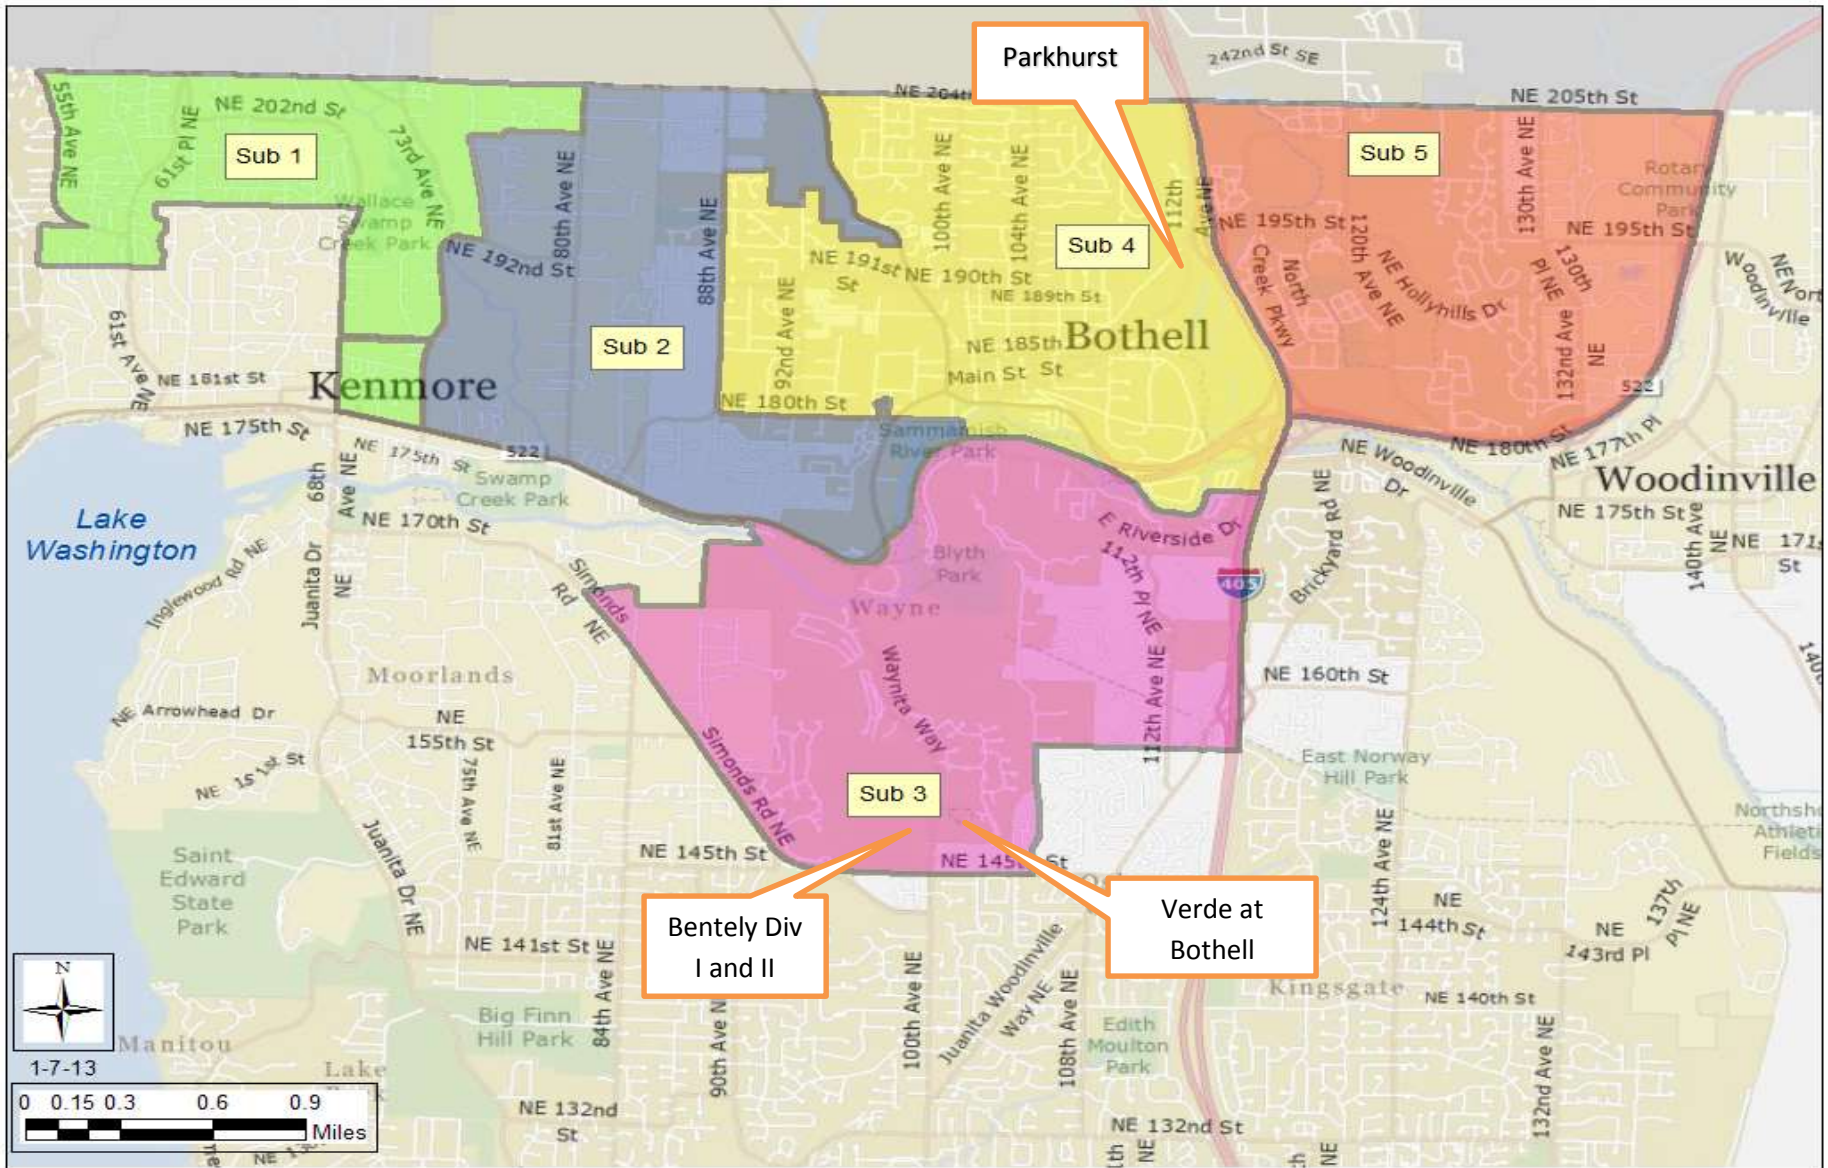 Parkhurst
242nd St SE
NE 204th
NE 205th St
55th Ave NE
NE 202nd St
61st Pl NE
73rd Ave NE
Sub 1
Wallace
Swamp
Creek Park
80th Ave NE
88th Ave NE
NE 192nd St
100th Ave NE
104th Ave NE
112th
Ave NE
Sub 4
Sub 5
130th Ave NE
Rotary
Community
Park
NE 195th St
NE 195th St
120th Ave NE
NE Hollyhills Dr
130th
Pl NE
North
Creek Pkwy
NE 191st
St
NE 190th St
NE 189th St
92nd Ave NE
NE 185th
St
Main St
Bothell
Sub 2
132nd Ave
NE
Woodinville
61st Ave NE
NE 181st St
Kenmore
NE 180th St
522
NE 175th St
NE 175th St
522
68th
Ave NE
Swamp
Creek Park
NE 170th St
Sammamish
River Park
NE 180th St
NE 177th Pl
NE Woodinville
Dr
Woodinville
NE 175th St
140th Ave
NE
St
Lake
Washington
Inglewood Rd NE
Juanita Dr
NE
Simonds
Rd
NE
E Riverside Dr
112th Pl NE
Blyth
Park
Wayne
405
Brickyard Rd NE
Moorlands
NE Arrowhead Dr
NE
155th St
75th Ave NE
81st Ave NE
Simonds Rd NE
Waynita Way
112th Ave NE
NE 160th St
East Norway
Hill Park
Sub 3
NE 145th St
NE 145th St
Juanita Dr NE
Saint
Edward
State
Park
Bentely Div
I and II
Verde at
Bothell
124th Ave NE
NE
144th St
137th
Pl NE
NE
143rd Pl
NE 141st St
84th Ave NE
90th Ave N
100th Ave NE
Juanita Woodinville
Way NE
108th Ave NE
Kingsgate
NE 140th St
Edith
Moulton
Park
Big Finn
Hill Park
132nd Ave NE
N
1-7-13
Manitou
Lake
0 0.15 0.3 0.6 0.9
Miles
NE 132nd
St
NE 132nd St
NE
NE